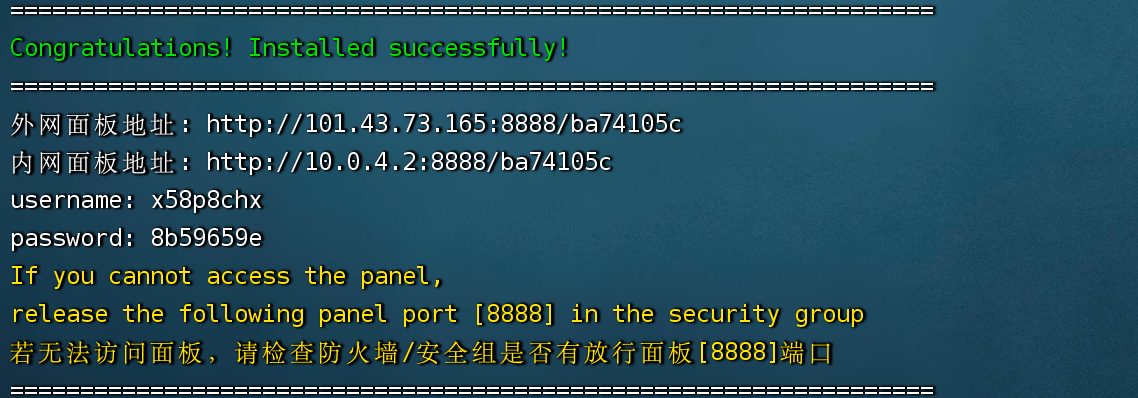 ==================================================================
Congratulations! Installed successfully!
==================================================================
外网面板地址: http://101.43.73.165:8888/ba74105c
内网面板地址: http://10.0.4.2:8888/ba74105c
username: x58p8chx
password: 8b59659e
If you cannot access the panel,
release the following panel port [8888] in the security group
若无法访问面板，请检查防火墙/安全组是否有放行面板[8888]端口
==================================================================